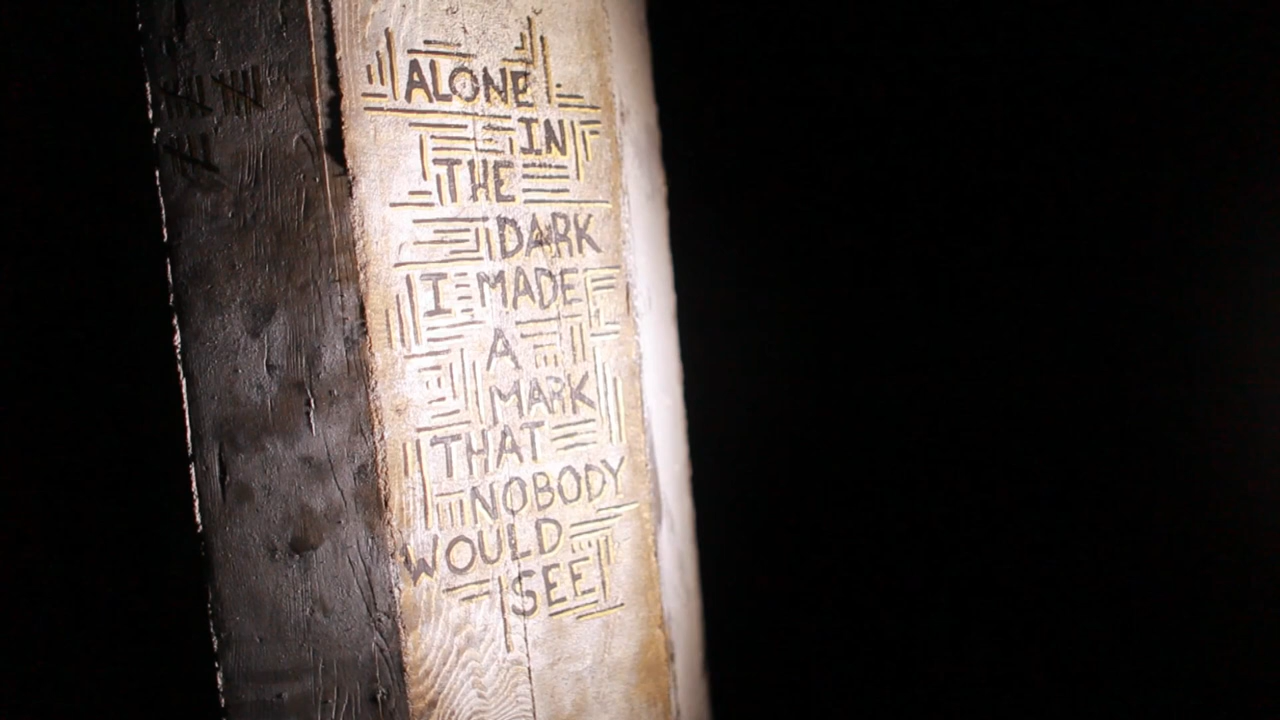 ALONE
IN
THE
DARK
I MADE
A
MARK
THAT
NOBODY
WOULD
SEE